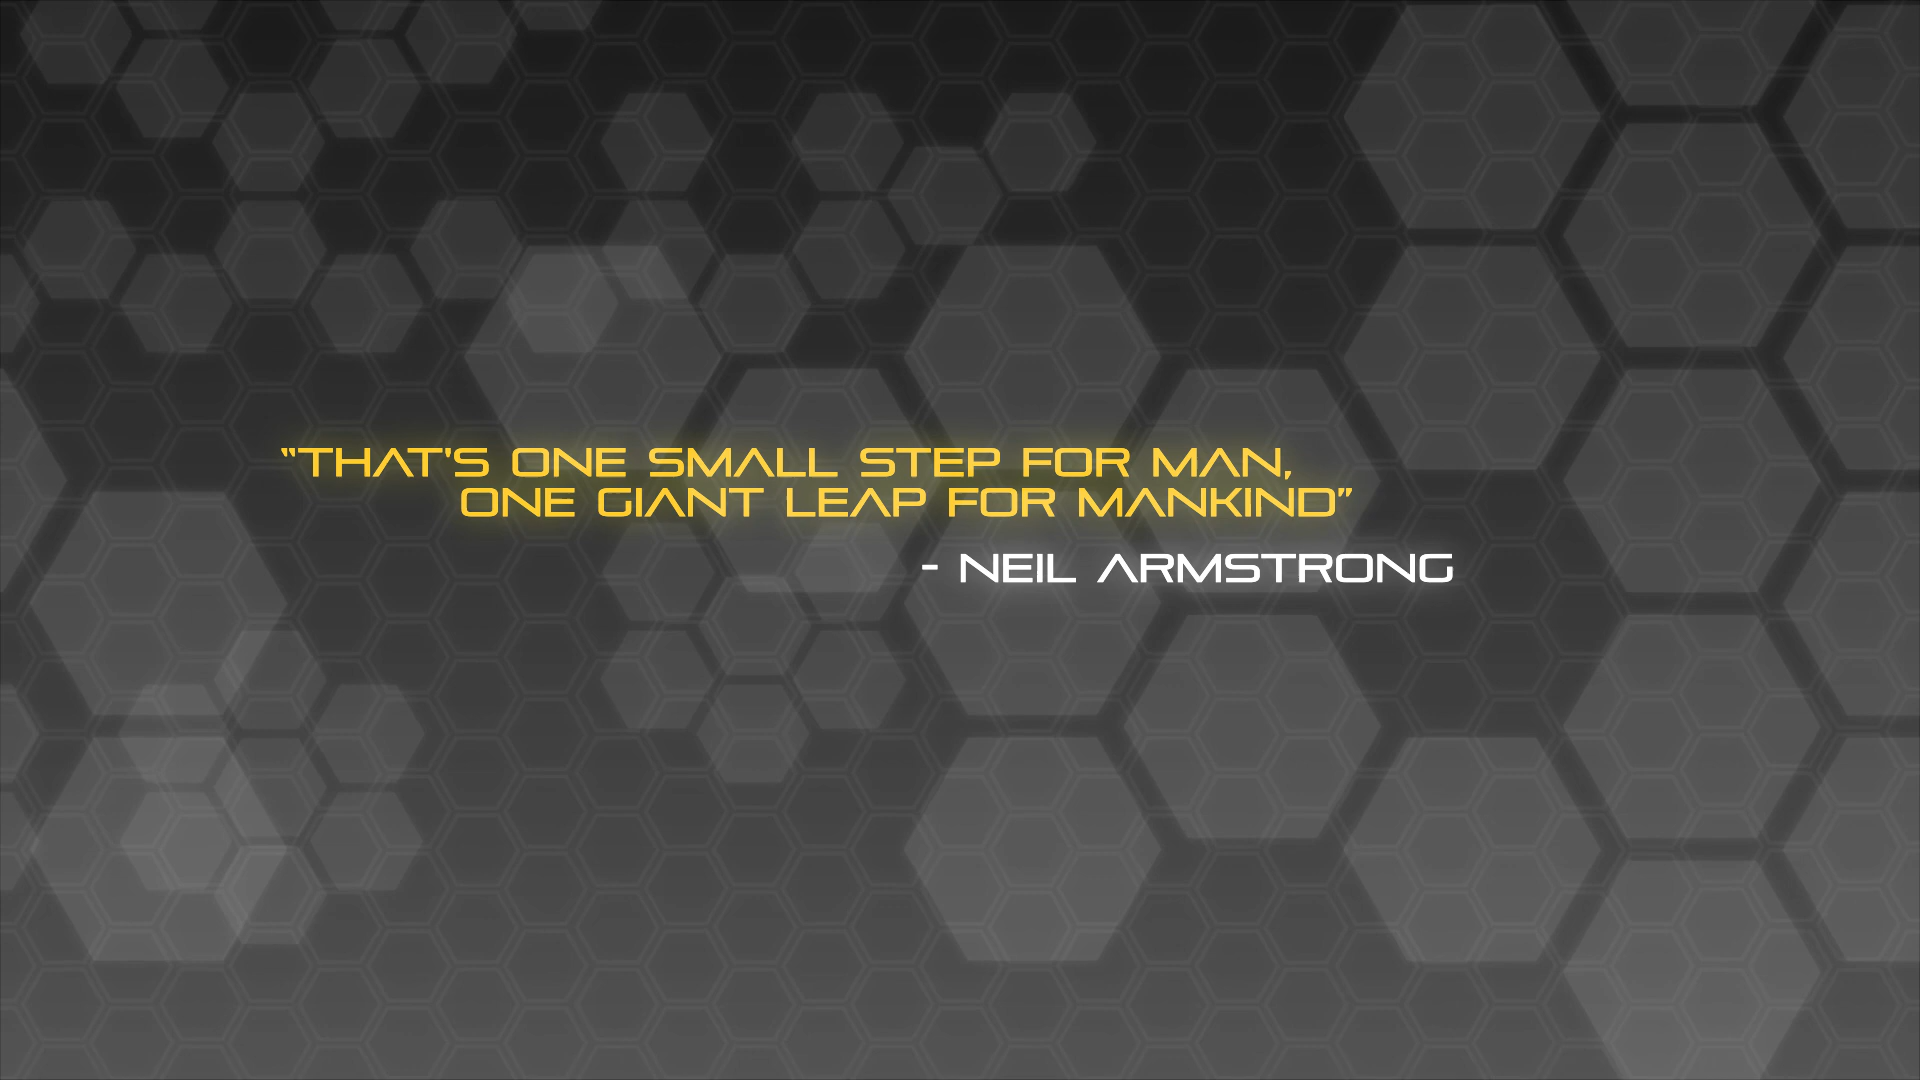 “THAT'S ONE SMALL STEP FOR MAN,
ONE GIANT LEAP FOR MANKIND”
- NEIL ARMSTRONG